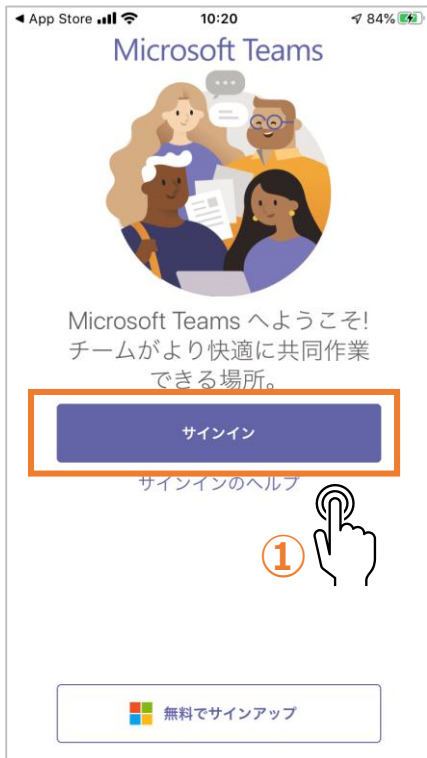 App Store 10:20 84%
Microsoft Teams
Microsoft Teams へようこそ!
チームがより快適に共同作業
できる場所。
サインイン
サインインのヘルプ
①
無料でサインアップ